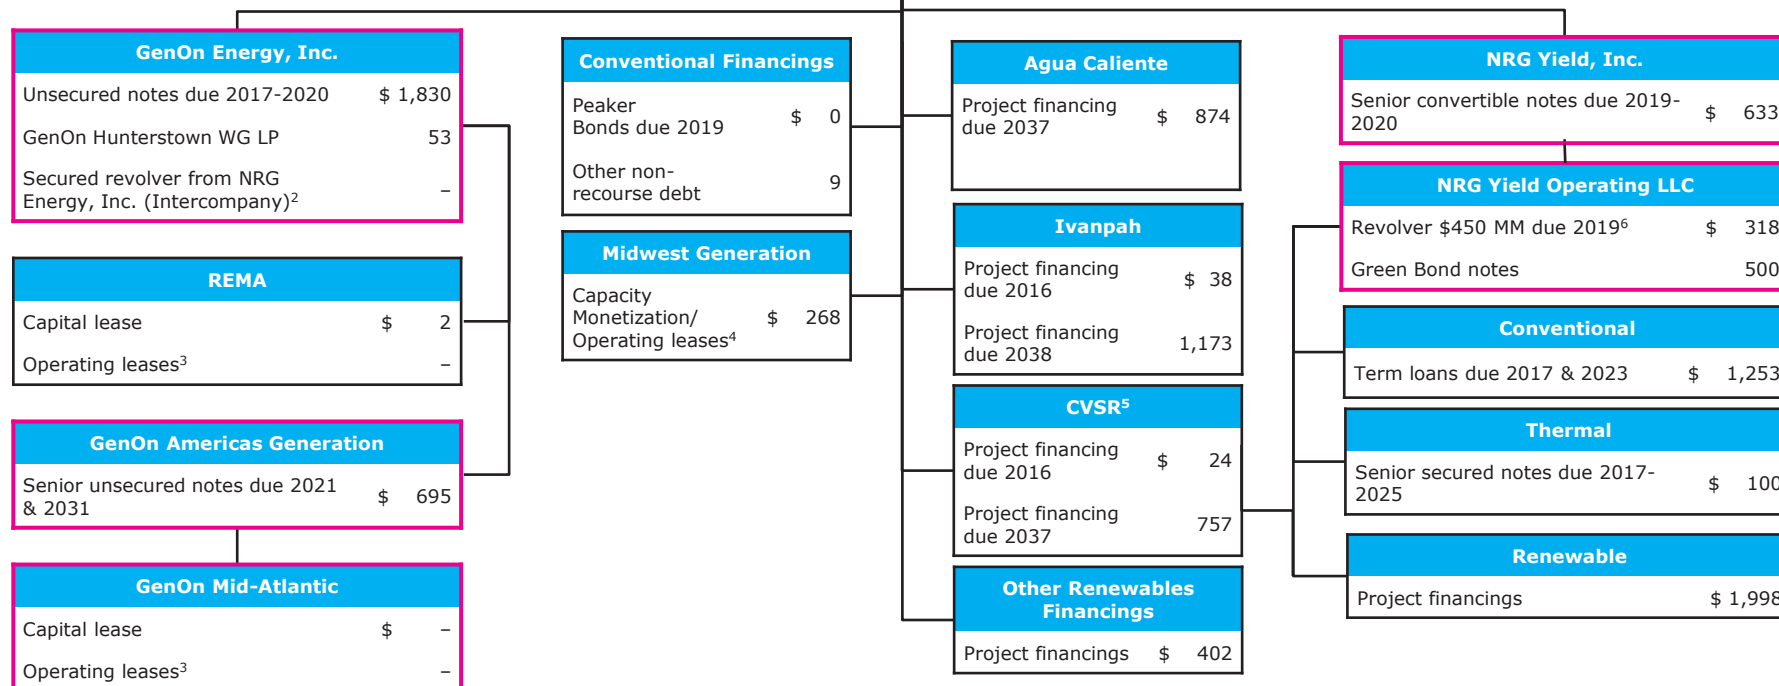 GenOn Energy, Inc.
Unsecured notes due 2017-2020 $ 1,830
GenOn Hunterstown WG LP 53
Secured revolver from NRG
Energy, Inc. (Intercompany)2 –
REMA
Capital lease $ 2
Operating leases3 –
GenOn Americas Generation
Senior unsecured notes due 2021
& 2031 $ 695
GenOn Mid-Atlantic
Capital lease $ –
Operating leases3 –
Conventional Financings
Peaker
Bonds due 2019 $ 0
Other non-
recourse debt 9
Midwest Generation
Capacity
Monetization/ $ 268
Operating leases4
Agua Caliente
Project financing
due 2037 $ 874
Ivanpah
Project financing
due 2016 $ 38
Project financing
due 2038 1,173
CVSR5
Project financing
due 2016 $ 24
Project financing
due 2037 757
Other Renewables
Financings
Project financings $ 402
NRG Yield, Inc.
Senior convertible notes due 2019-
2020 $ 633
NRG Yield Operating LLC
Revolver $450 MM due 20196 $ 318
Green Bond notes 500
Conventional
Term loans due 2017 & 2023 $ 1,253
Thermal
Senior secured notes due 2017-
2025 $ 100
Renewable
Project financings $ 1,998